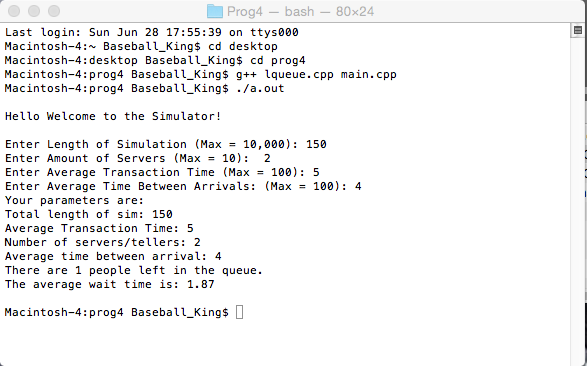 Prog4 — bash — 80×24
Last login: Sun Jun 28 17:55:39 on ttys000
Macintosh-4:~ Baseball_King$ cd desktop
Macintosh-4:desktop Baseball_King$ cd prog4
Macintosh-4:prog4 Baseball_King$ g++ lqueue.cpp main.cpp
Macintosh-4:prog4 Baseball_King$ ./a.out
Hello Welcome to the Simulator!
Enter Length of Simulation (Max = 10,000): 150
Enter Amount of Servers (Max = 10):  2
Enter Average Transaction Time (Max = 100): 5
Enter Average Time Between Arrivals: (Max = 100): 4
Your parameters are:
Total length of sim: 150
Average Transaction Time: 5
Number of servers/tellers: 2
Average time between arrival: 4
There are 1 people left in the queue.
The average wait time is: 1.87
Macintosh-4:prog4 Baseball_King$